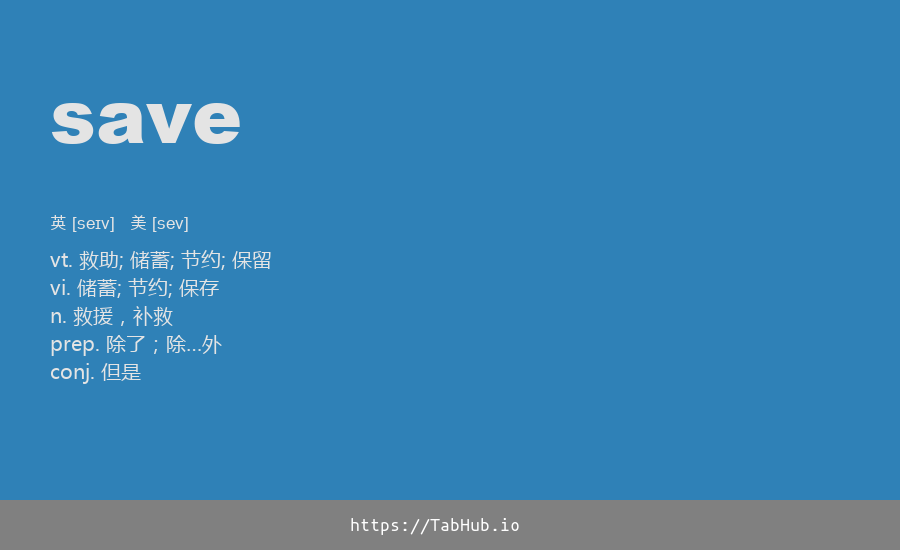 save
英 [seɪv] 美 [sev]
vt. 救助; 储蓄; 节约; 保留
vi. 储蓄; 节约; 保存
n. 救援，补救
prep. 除了；除...外
conj. 但是
https://TabHub.io